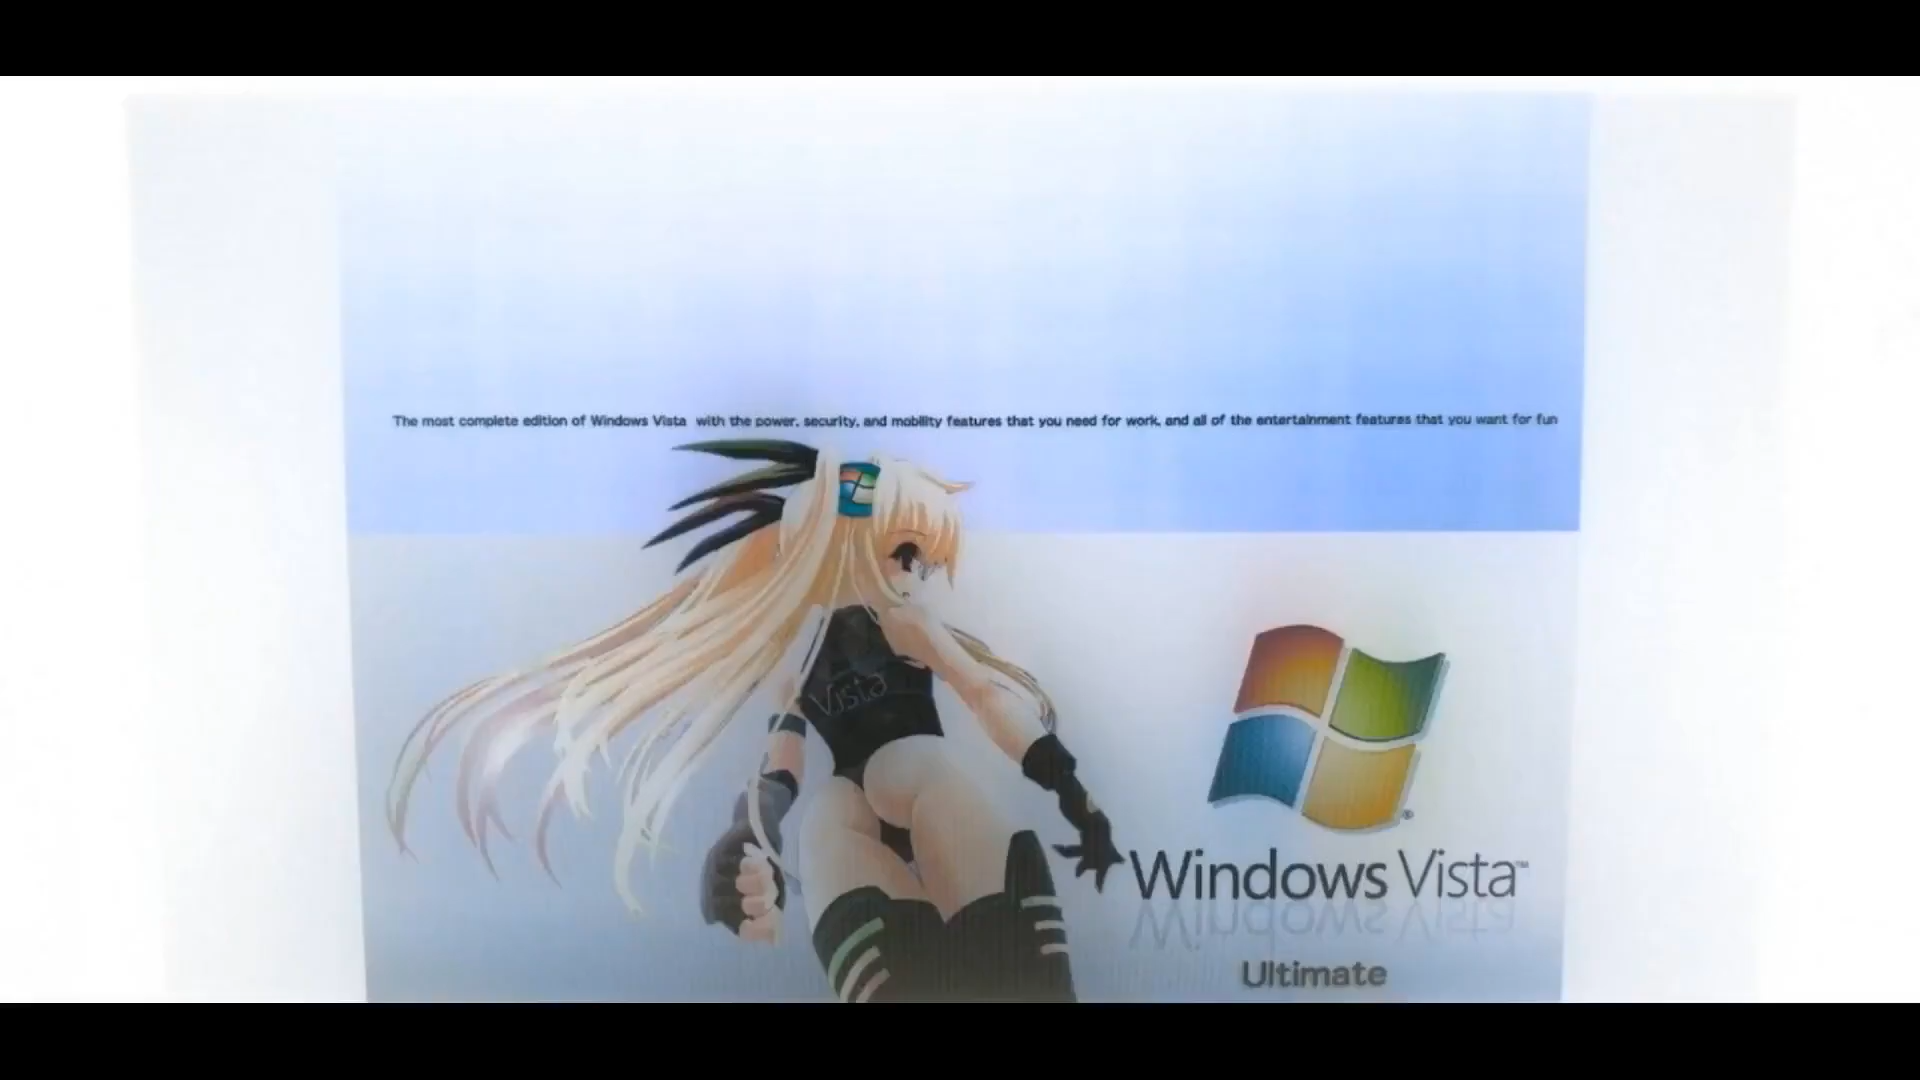 The most complete edition of Windows Vista with the power, security, and mobility features that you need for work, and all of the entertainment features that you want for fun
Vista
®
Windows Vista™
Ultimate